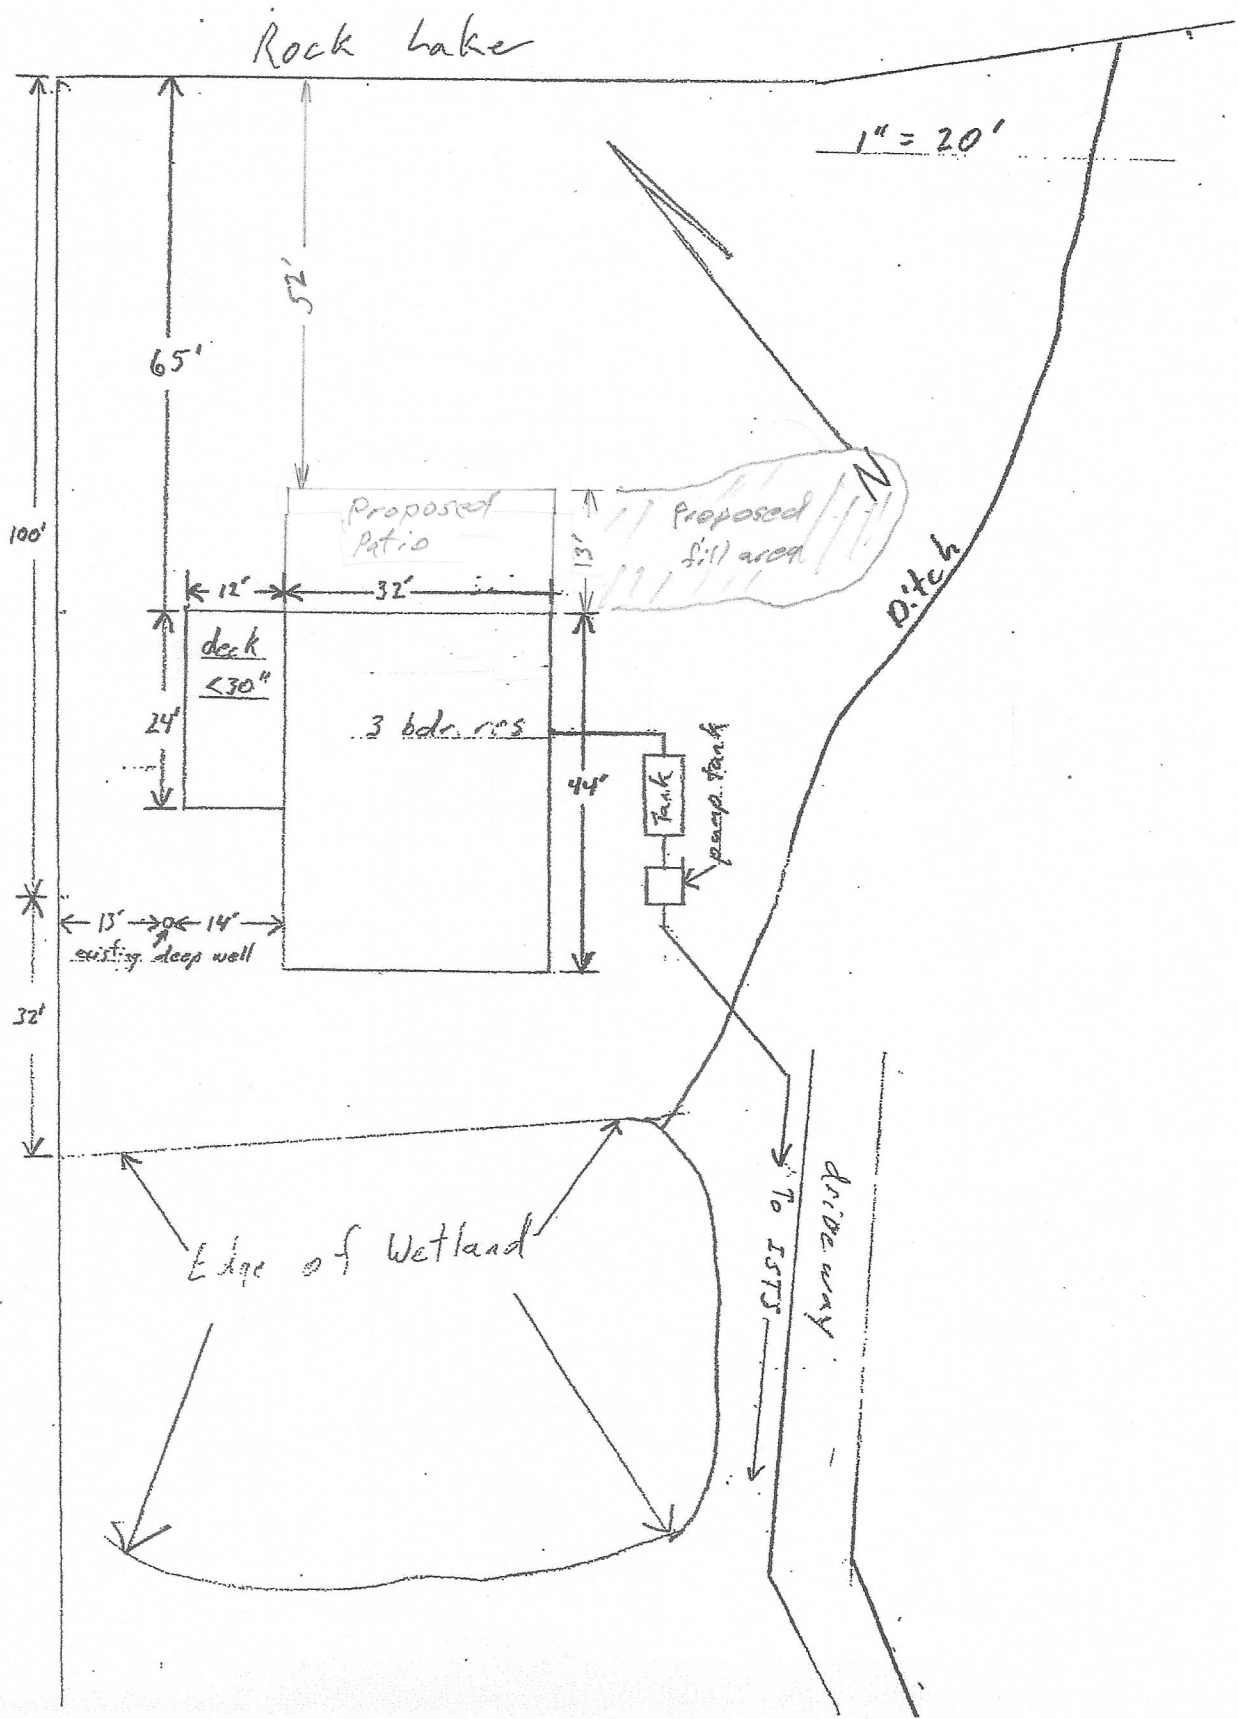 Rock Lake
1" = 20'
52'
65'
N
Proposed
Patio
Proposed
fill area
13'
100'
12'
32'
Ditch
deck
<30"
24'
3 bdr. res
44'
Tank
pump tank
13'
14'
existing deep well
32'
Edge of Wetland
To ISTS
driveway